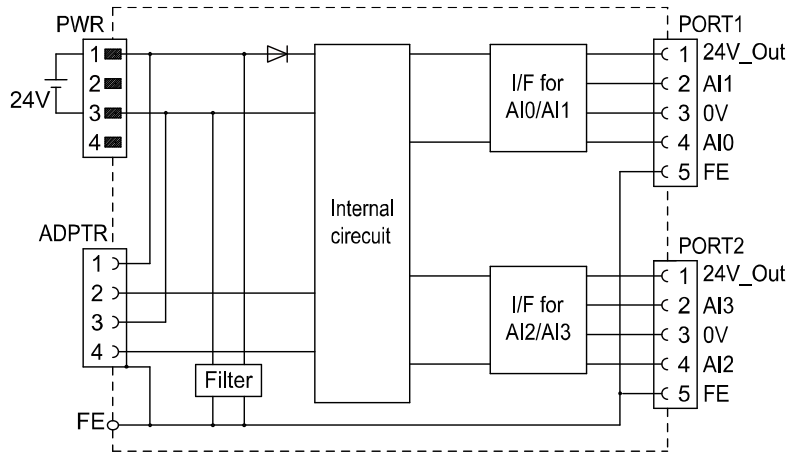 PWR
1
2
3
4
24V
ADPTR
1
2
3
4
FE
Filter
Internal
cirecuit
I/F for
AI0/AI1
I/F for
AI2/AI3
PORT1
1 24V_Out
2 AI1
3 0V
4 AI0
5 FE
PORT2
1 24V_Out
2 AI3
3 0V
4 AI2
5 FE